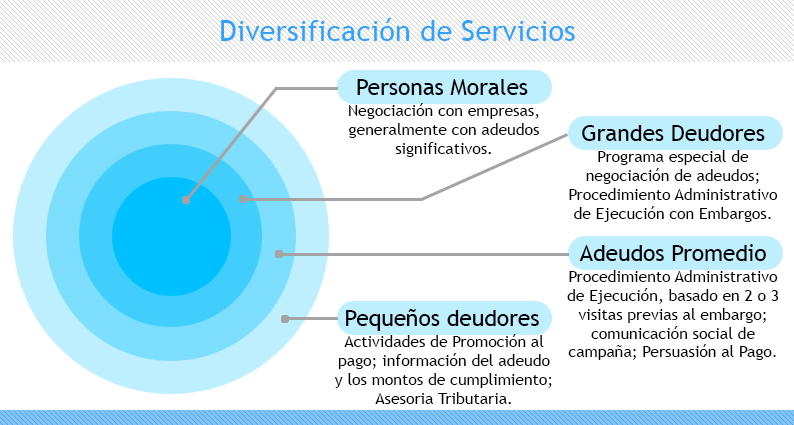 Diversificación de Servicios
Personas Morales
Negociación con empresas,
generalmente con adeudos
significativos.
Grandes Deudores
Programa especial de
negociación de adeudos;
Procedimiento Administrativo
de Ejecución con Embargos.
Adeudos Promedio
Procedimiento Administrativo
de Ejecución, basado en 2 o 3
visitas previas al embargo;
comunicación social de
campaña; Persuasión al Pago.
Pequeños deudores
Actividades de Promoción al
pago; información del adeudo
y los montos de cumplimiento;
Asesoria Tributaria.